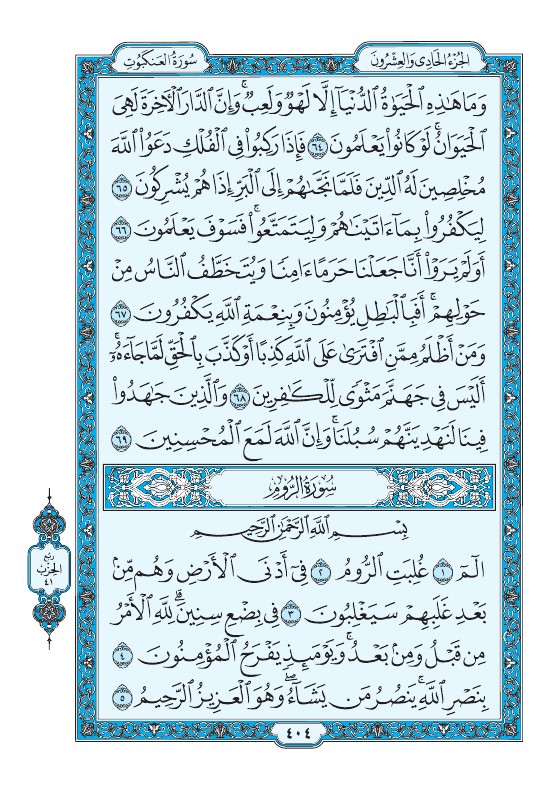 سُورَةُ العَنكَبُوتِ
الجُزْءُ الحَادِي وَالعِشْرُونَ
وَمَا هَٰذِهِ ٱلْحَيَوٰةُ ٱلدُّنْيَآ إِلَّا لَهْوٌ وَلَعِبٌ ۚ وَإِنَّ ٱلدَّارَ ٱلْـَٔاخِرَةَ لَهِىَ
ٱلْحَيَوَانُ ۚ لَوْ كَانُوا۟ يَعْلَمُونَ ٦٤ فَإِذَا رَكِبُوا۟ فِى ٱلْفُلْكِ دَعَوُا۟ ٱللَّهَ
مُخْلِصِينَ لَهُ ٱلدِّينَ فَلَمَّا نَجَّىٰهُمْ إِلَى ٱلْبَرِّ إِذَا هُمْ يُشْرِكُونَ ٦٥
لِيَكْفُرُوا۟ بِمَآ ءَاتَيْنَٰهُمْ وَلِيَتَمَتَّعُوا۟ ۖ فَسَوْفَ يَعْلَمُونَ ٦٦
أَوَلَمْ يَرَوْا۟ أَنَّا جَعَلْنَا حَرَمًا ءَامِنًا وَيُتَخَطَّفُ ٱلنَّاسُ مِنْ
حَوْلِهِمْ ۚ أَفَبِٱلْبَٰطِلِ يُؤْمِنُونَ وَبِنِعْمَةِ ٱللَّهِ يَكْفُرُونَ ٦٧
وَمَنْ أَظْلَمُ مِمَّنِ ٱفْتَرَىٰ عَلَى ٱللَّهِ كَذِبًا أَوْ كَذَّبَ بِٱلْحَقِّ لَمَّا جَآءَهُۥٓ ۚ
أَلَيْسَ فِى جَهَنَّمَ مَثْوًى لِّلْكَٰفِرِينَ ٦٨ وَٱلَّذِينَ جَٰهَدُوا۟
فِينَا لَنَهْدِيَنَّهُمْ سُبُلَنَا ۚ وَإِنَّ ٱللَّهَ لَمَعَ ٱلْمُحْسِنِينَ ٦٩
سُورَةُ الرُّومِ
بِسْمِ ٱللَّهِ ٱلرَّحْمَٰنِ ٱلرَّحِيمِ
الٓمٓ ١ غُلِبَتِ ٱلرُّومُ ٢ فِىٓ أَدْنَى ٱلْأَرْضِ وَهُم مِّنۢ
بَعْدِ غَلَبِهِمْ سَيَغْلِبُونَ ٣ فِى بِضْعِ سِنِينَ ۗ لِلَّهِ ٱلْأَمْرُ
مِن قَبْلُ وَمِنۢ بَعْدُ ۚ وَيَوْمَئِذٍ يَفْرَحُ ٱلْمُؤْمِنُونَ ٤
بِنَصْرِ ٱللَّهِ ۚ يَنصُرُ مَن يَشَآءُ ۖ وَهُوَ ٱلْعَزِيزُ ٱلرَّحِيمُ ٥
ربع
الحزب
٤١
٤٠٤